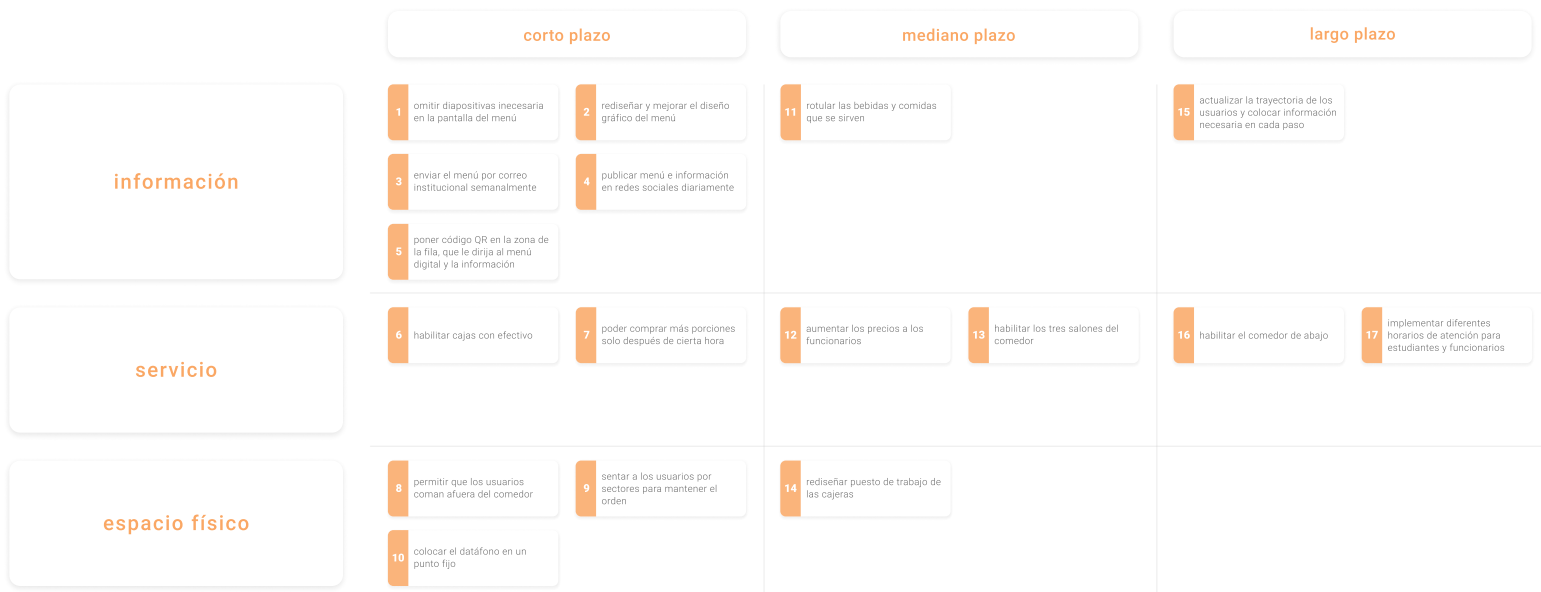 corto plazo
mediano plazo
largo plazo
información
1
omitir diapositivas inecesaria
en la pantalla del menú
2
rediseñar y mejorar el diseño
gráfico del menú
3
enviar el menú por correo
institucional semanalmente
4
publicar menú e información
en redes sociales diariamente
5
poner código QR en la zona de
la fila, que le dirija al menú
digital y la información
11
rotular las bebidas y comidas
que se sirven
15
actualizar la trayectoria de los
usuarios y colocar información
necesaria en cada paso
servicio
6
habilitar cajas con efectivo
7
poder comprar más porciones
solo después de cierta hora
12
aumentar los precios a los
funcionarios
13
habilitar los tres salones del
comedor
16
habilitar el comedor de abajo
17
implementar diferentes
horarios de atención para
estudiantes y funcionarios
espacio físico
8
permitir que los usuarios
coman afuera del comedor
9
sentar a los usuarios por
sectores para mantener el
orden
10
colocar el datáfono en un
punto fijo
14
rediseñar puesto de trabajo de
las cajeras